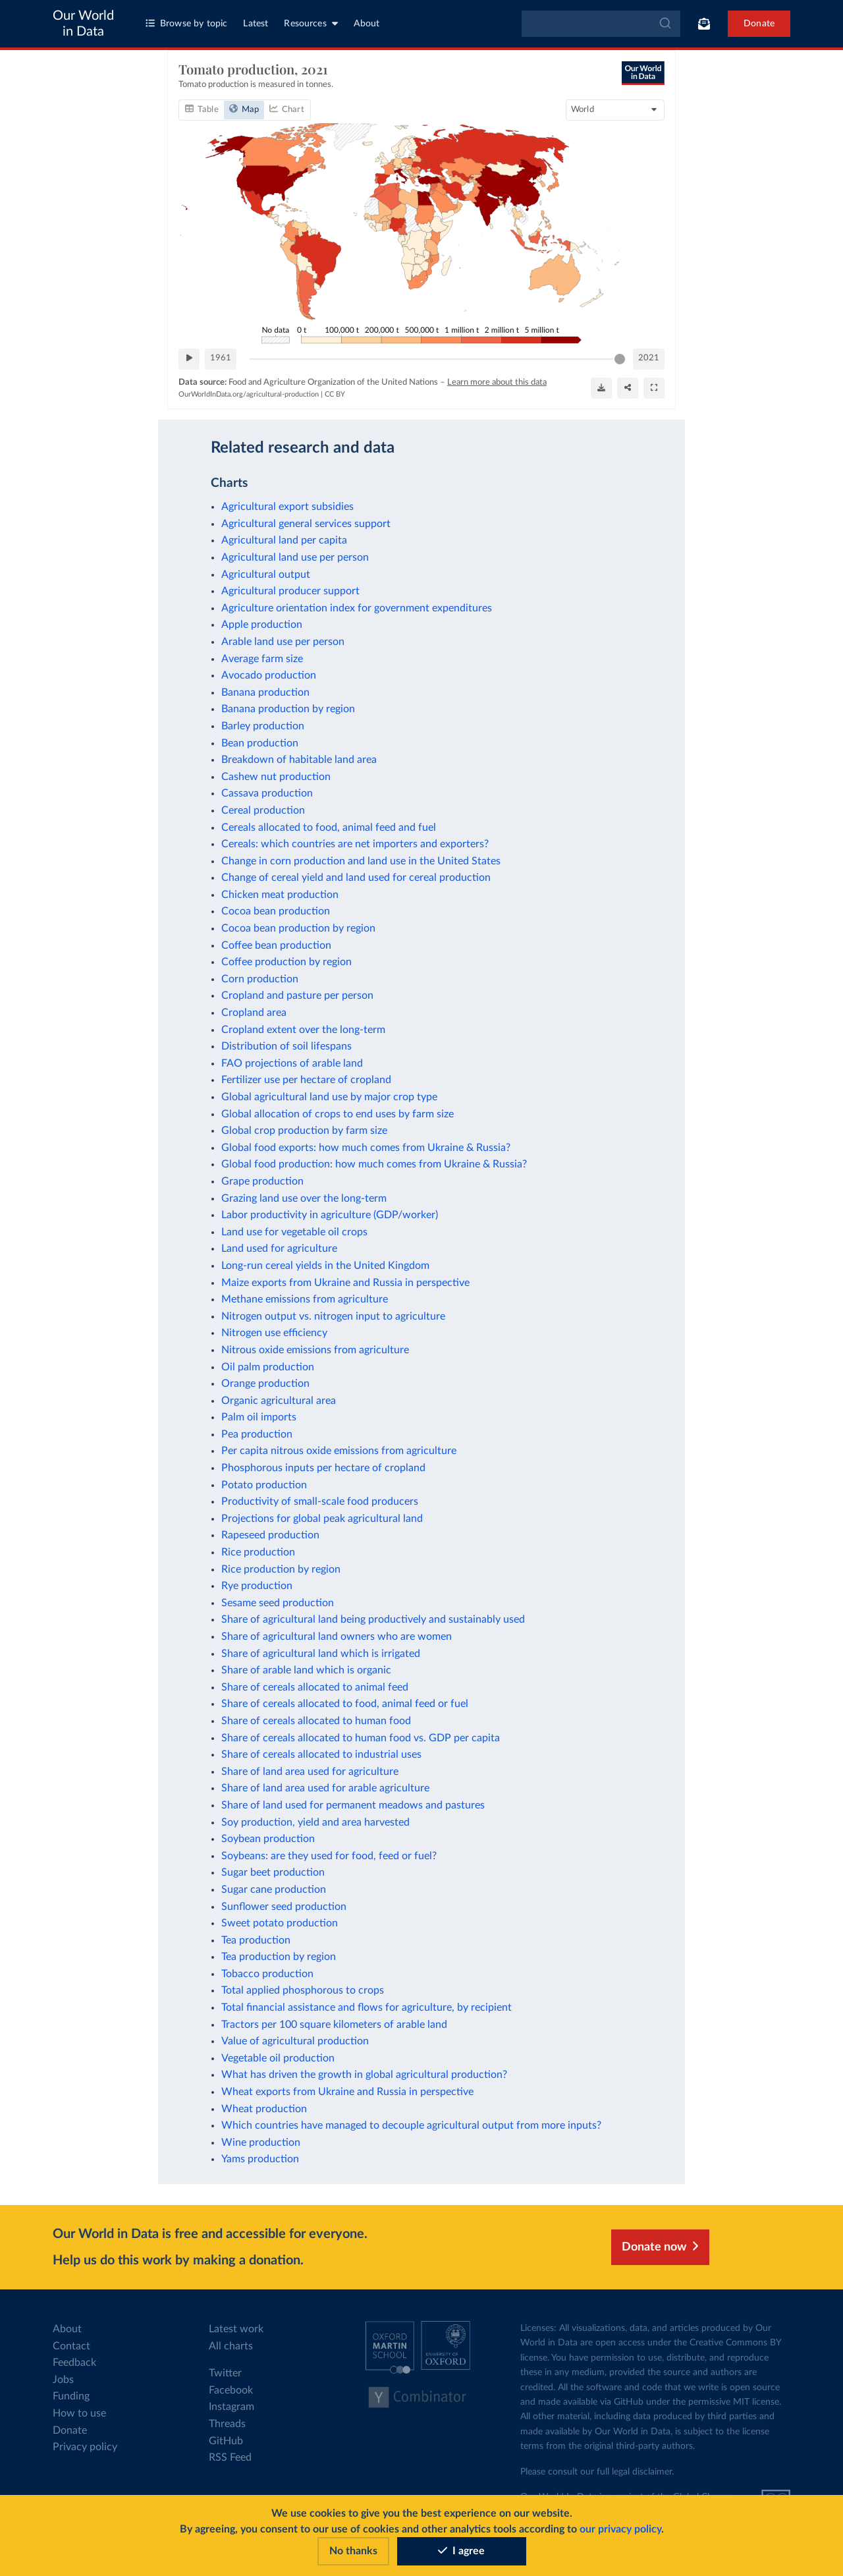 Our World
in Data
Browse by topic
Latest
Resources
About
Donate
Tomato production, 2021
Tomato production is measured in tonnes.
Our World
in Data
Table
Map
Chart
World
No data
0 t
100,000 t
200,000 t
500,000 t
1 million t
2 million t
5 million t
1961
2021
Data source: Food and Agriculture Organization of the United Nations – Learn more about this data
OurWorldInData.org/agricultural-production | CC BY
Related research and data
Charts
Agricultural export subsidies
Agricultural general services support
Agricultural land per capita
Agricultural land use per person
Agricultural output
Agricultural producer support
Agriculture orientation index for government expenditures
Apple production
Arable land use per person
Average farm size
Avocado production
Banana production
Banana production by region
Barley production
Bean production
Breakdown of habitable land area
Cashew nut production
Cassava production
Cereal production
Cereals allocated to food, animal feed and fuel
Cereals: which countries are net importers and exporters?
Change in corn production and land use in the United States
Change of cereal yield and land used for cereal production
Chicken meat production
Cocoa bean production
Cocoa bean production by region
Coffee bean production
Coffee production by region
Corn production
Cropland and pasture per person
Cropland area
Cropland extent over the long-term
Distribution of soil lifespans
FAO projections of arable land
Fertilizer use per hectare of cropland
Global agricultural land use by major crop type
Global allocation of crops to end uses by farm size
Global crop production by farm size
Global food exports: how much comes from Ukraine & Russia?
Global food production: how much comes from Ukraine & Russia?
Grape production
Grazing land use over the long-term
Labor productivity in agriculture (GDP/worker)
Land use for vegetable oil crops
Land used for agriculture
Long-run cereal yields in the United Kingdom
Maize exports from Ukraine and Russia in perspective
Methane emissions from agriculture
Nitrogen output vs. nitrogen input to agriculture
Nitrogen use efficiency
Nitrous oxide emissions from agriculture
Oil palm production
Orange production
Organic agricultural area
Palm oil imports
Pea production
Per capita nitrous oxide emissions from agriculture
Phosphorous inputs per hectare of cropland
Potato production
Productivity of small-scale food producers
Projections for global peak agricultural land
Rapeseed production
Rice production
Rice production by region
Rye production
Sesame seed production
Share of agricultural land being productively and sustainably used
Share of agricultural land owners who are women
Share of agricultural land which is irrigated
Share of arable land which is organic
Share of cereals allocated to animal feed
Share of cereals allocated to food, animal feed or fuel
Share of cereals allocated to human food
Share of cereals allocated to human food vs. GDP per capita
Share of cereals allocated to industrial uses
Share of land area used for agriculture
Share of land area used for arable agriculture
Share of land used for permanent meadows and pastures
Soy production, yield and area harvested
Soybean production
Soybeans: are they used for food, feed or fuel?
Sugar beet production
Sugar cane production
Sunflower seed production
Sweet potato production
Tea production
Tea production by region
Tobacco production
Total applied phosphorous to crops
Total financial assistance and flows for agriculture, by recipient
Tractors per 100 square kilometers of arable land
Value of agricultural production
Vegetable oil production
What has driven the growth in global agricultural production?
Wheat exports from Ukraine and Russia in perspective
Wheat production
Which countries have managed to decouple agricultural output from more inputs?
Wine production
Yams production
Our World in Data is free and accessible for everyone.
Help us do this work by making a donation.
Donate now
About
Contact
Feedback
Jobs
Funding
How to use
Donate
Privacy policy
Latest work
All charts
Twitter
Facebook
Instagram
Threads
GitHub
RSS Feed
OXFORD
MARTIN
SCHOOL
UNIVERSITY OF
OXFORD
Y Combinator
Licenses: All visualizations, data, and articles produced by Our
World in Data are open access under the Creative Commons BY
license. You have permission to use, distribute, and reproduce
these in any medium, provided the source and authors are
credited. All the software and code that we write is open source
and made available via GitHub under the permissive MIT license.
All other material, including data produced by third parties and
made available by Our World in Data, is subject to the license
terms from the original third-party authors.
Please consult our full legal disclaimer.
We use cookies to give you the best experience on our website.
By agreeing, you consent to our use of cookies and other analytics tools according to our privacy policy.
No thanks
I agree